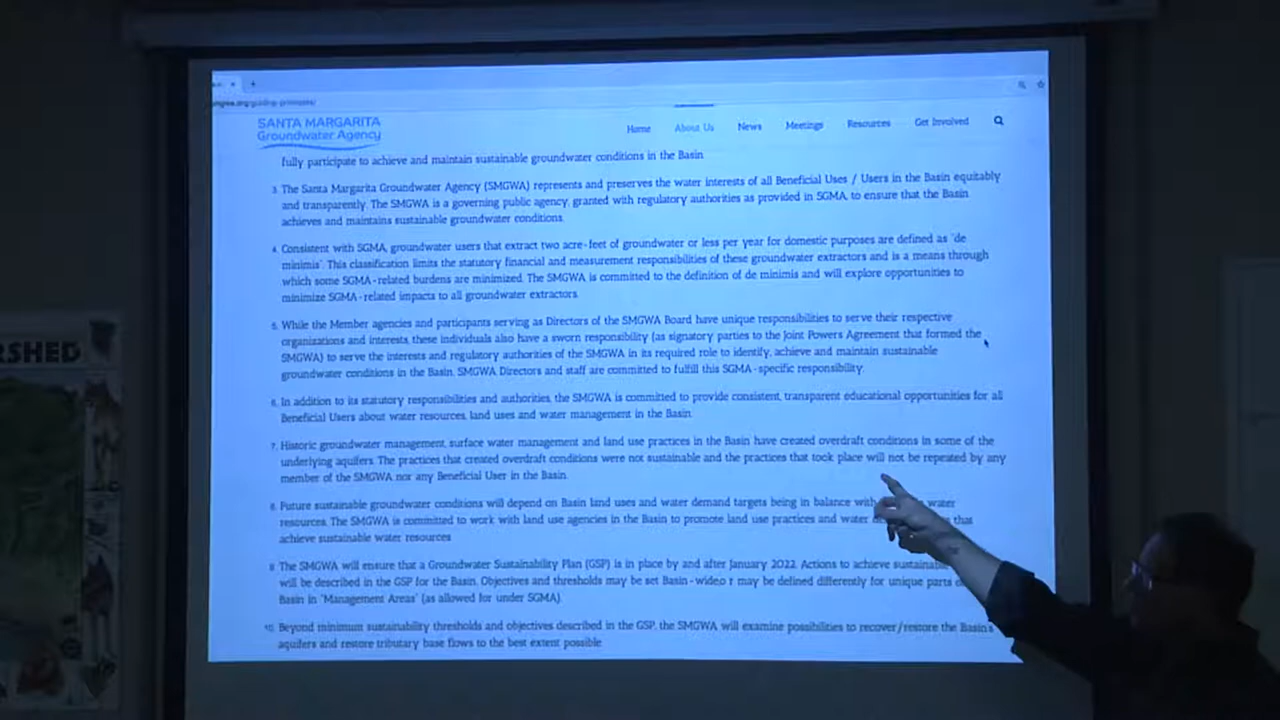 smgwa.org/guiding-principles/
SANTA MARGARITA
Groundwater Agency
Home About Us News Meetings Resources Get Involved
fully participate to achieve and maintain sustainable groundwater conditions in the Basin.
3. The Santa Margarita Groundwater Agency (SMGWA) represents and preserves the water interests of all Beneficial Uses / Users in the Basin equitably
and transparently. The SMGWA is a governing public agency, granted with regulatory authorities as provided in SGMA, to ensure that the Basin
achieves and maintains sustainable groundwater conditions.
4. Consistent with SGMA, groundwater users that extract two acre-feet of groundwater or less per year for domestic purposes are defined as "de
minimis". This classification limits the statutory financial and measurement responsibilities of these groundwater extractors and is a means through
which some SGMA-related burdens are minimized. The SMGWA is committed to the definition of de minimis and will explore opportunities to
minimize SGMA-related impacts to all groundwater extractors.
5. While the Member agencies and participants serving as Directors of the SMGWA Board have unique responsibilities to serve their respective
organizations and interests, these individuals also have a sworn responsibility (as signatory parties to the Joint Powers Agreement that formed the
SMGWA) to serve the interests and regulatory authorities of the SMGWA in its required role to identify, achieve and maintain sustainable
groundwater conditions in the Basin. SMGWA Directors and staff are committed to fulfill this SGMA-specific responsibility.
6. In addition to its statutory responsibilities and authorities, the SMGWA is committed to provide consistent, transparent educational opportunities for all
Beneficial Users about water resources, land uses and water management in the Basin.
7. Historic groundwater management, surface water management and land use practices in the Basin have created overdraft conditions in some of the
underlying aquifers. The practices that created overdraft conditions were not sustainable and the practices that took place will not be repeated by any
member of the SMGWA nor any Beneficial User in the Basin.
8. Future sustainable groundwater conditions will depend on Basin land uses and water demand targets being in balance with water
resources. The SMGWA is committed to work with land use agencies in the Basin to promote land use practices and water that
achieve sustainable water resources.
9. The SMGWA will ensure that a Groundwater Sustainability Plan (GSP) is in place by and after January 2022. Actions to achieve
will be described in the GSP for the Basin. Objectives and thresholds may be set Basin-wideo r may be defined differently for unique parts
Basin in "Management Areas" (as allowed for under SGMA).
10. Beyond minimum sustainability thresholds and objectives described in the GSP, the SMGWA will examine possibilities to recover/restore the Basin's
aquifers and restore tributary base flows to the best extent possible.
RSHED